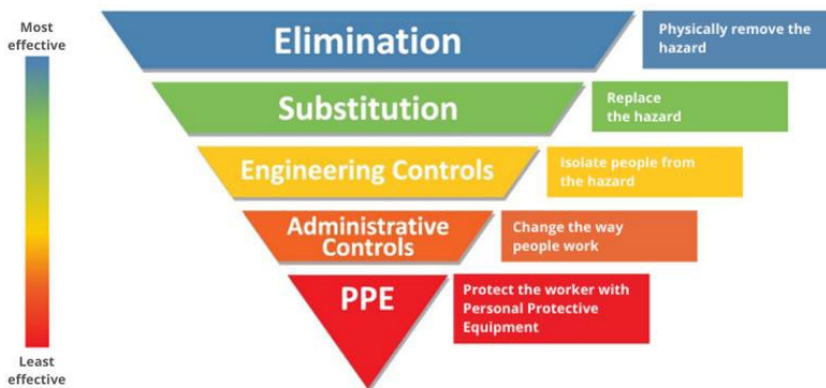 Most
effective
Elimination
Physically remove the
hazard
Substitution
Replace
the hazard
Engineering Controls
Isolate people from
the hazard
Administrative
Controls
Change the way
people work
PPE
Protect the worker with
Personal Protective
Equipment
Least
effective